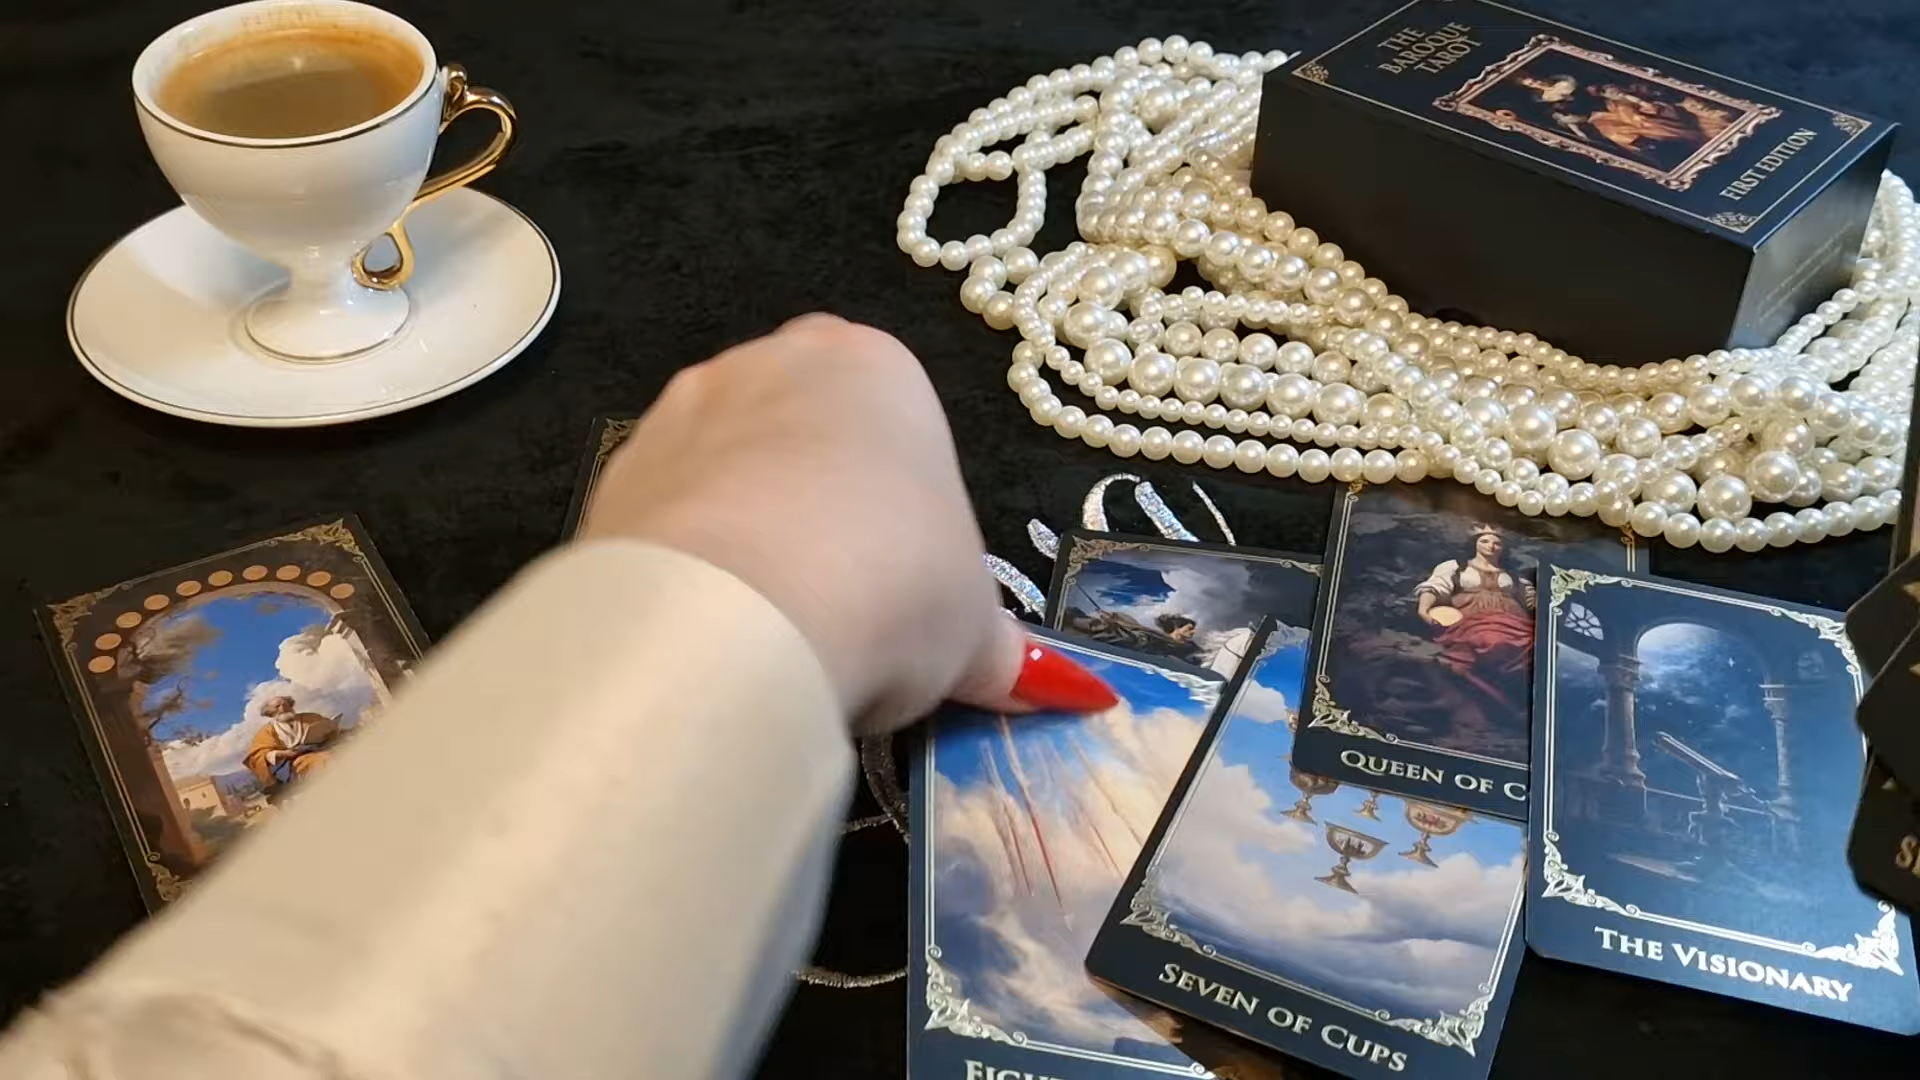 THE
BAROQUE
TAROT
FIRST EDITION
QUEEN OF C
SEVEN OF CUPS
THE VISIONARY